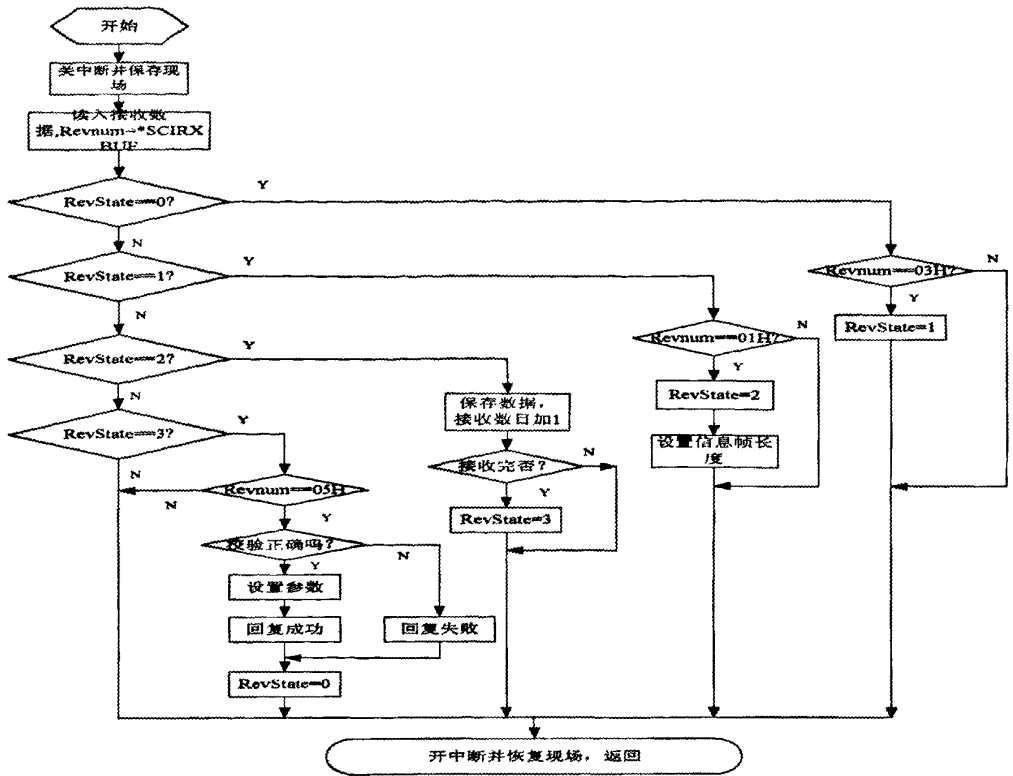 开始
关中断并保存现
场
读入接收数
据,Revnum→*SCIRX
BUF
RevState==0?
Y
N
RevState==1?
Y
N
RevState==2?
Y
N
RevState==3?
Y
N
Revnum==03H?
N
Y
RevState=1
Revnum==01H?
N
Y
RevState=2
设置信息帧长
度
保存数据,
接收数目加1
接收完否?
N
Y
RevState=3
Revnum==05H
N
Y
校验正确吗?
N
Y
设置参数
回复成功
回复失败
RevState=0
开中断并恢复现场，返回